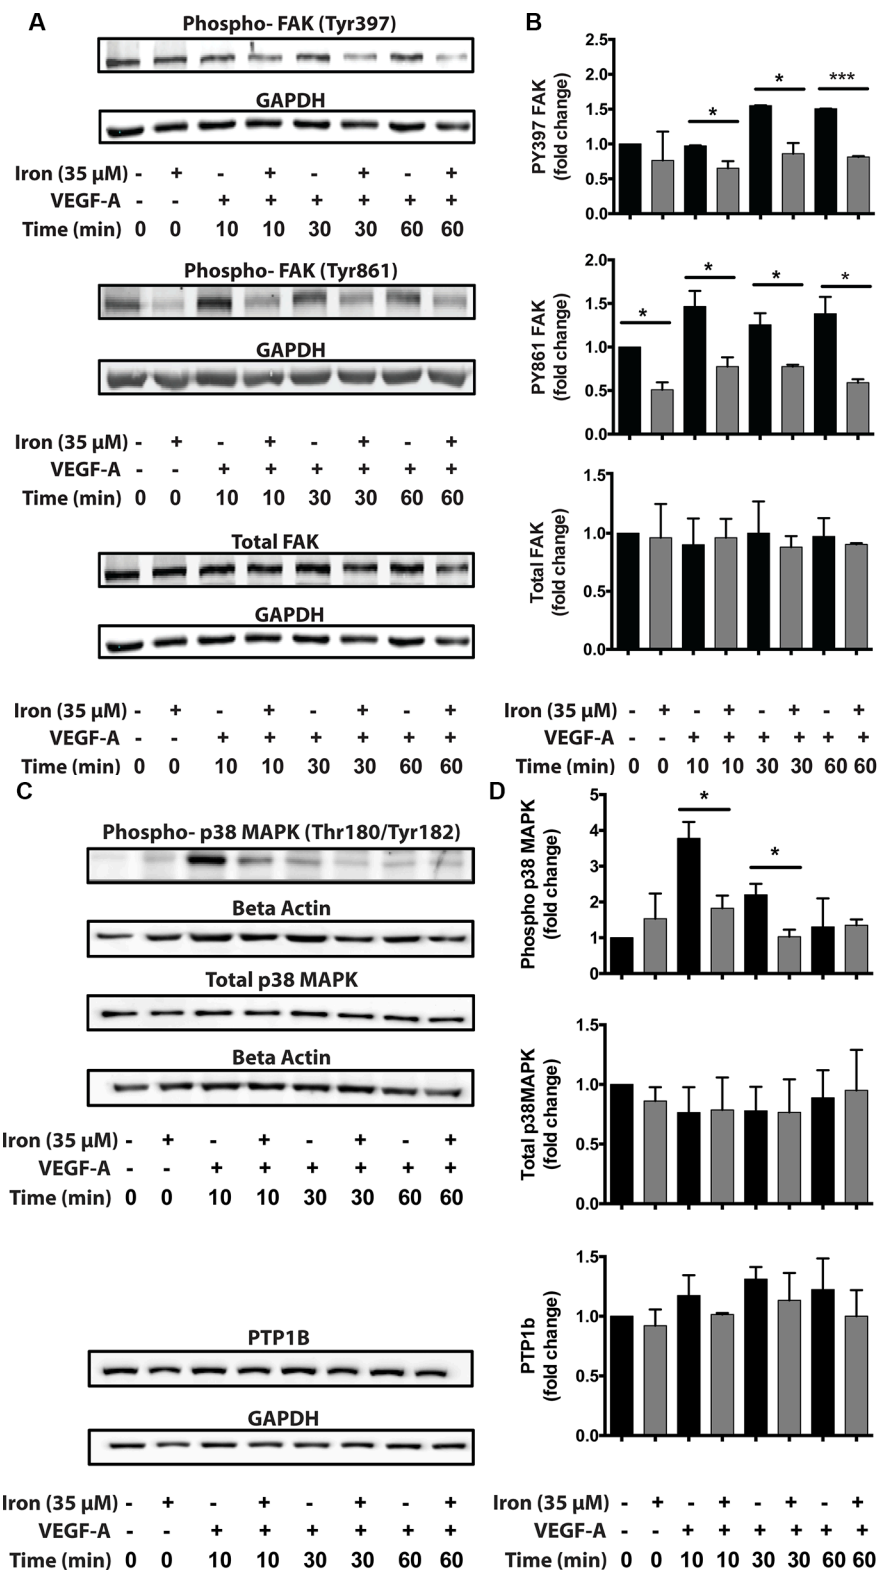 A
Phospho- FAK (Tyr397)
GAPDH
Iron (35 µM) - + - + - + - +
VEGF-A - - + + + + + +
Time (min) 0 0 10 10 30 30 60 60
Phospho- FAK (Tyr861)
GAPDH
Iron (35 µM) - + - + - + - +
VEGF-A - - + + + + + +
Time (min) 0 0 10 10 30 30 60 60
Total FAK
GAPDH
Iron (35 µM) - + - + - + - +
VEGF-A - - + + + + + +
Time (min) 0 0 10 10 30 30 60 60
B
PY397 FAK
(fold change)
2.5
2.0
1.5
1.0
0.5
0.0
* * ***
PY861 FAK
(fold change)
2.0
1.5
1.0
0.5
0.0
* * * *
Total FAK
(fold change)
1.5
1.0
0.5
0.0
Iron (35 µM) - + - + - + - +
VEGF-A - - + + + + + +
Time (min) 0 0 10 10 30 30 60 60
C
Phospho- p38 MAPK (Thr180/Tyr182)
Beta Actin
Total p38 MAPK
Beta Actin
Iron (35 µM) - + - + - + - +
VEGF-A - - + + + + + +
Time (min) 0 0 10 10 30 30 60 60
PTP1B
GAPDH
Iron (35 µM) - + - + - + - +
VEGF-A - - + + + + + +
Time (min) 0 0 10 10 30 30 60 60
D
Phospho p38 MAPK
(fold change)
5
4
3
2
1
0
* *
Total p38MAPK
(fold change)
1.5
1.0
0.5
0.0
PTP1b
(fold change)
1.5
1.0
0.5
0.0
Iron (35 µM) - + - + - + - +
VEGF-A - - + + + + + +
Time (min) 0 0 10 10 30 30 60 60